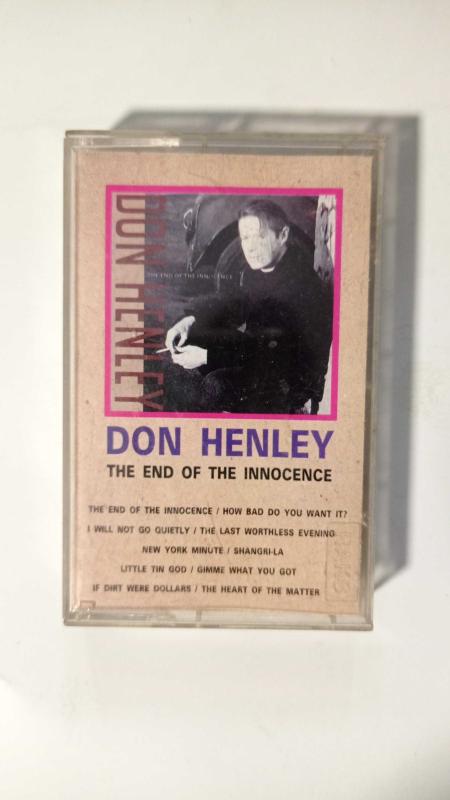 DON HENLEY
THE END OF THE INNOCENCE
DON HENLEY
THE END OF THE INNOCENCE
THE END OF THE INNOCENCE / HOW BAD DO YOU WANT IT?
I WILL NOT GO QUIETLY / THE LAST WORTHLESS EVENING
NEW YORK MINUTE / SHANGRI-LA
LITTLE TIN GOD / GIMME WHAT YOU GOT
IF DIRT WERE DOLLARS / THE HEART OF THE MATTER